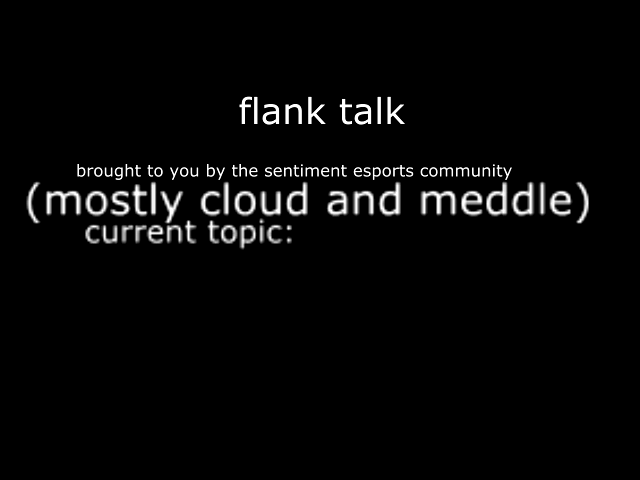 flank talk
brought to you by the sentiment esports community
(mostly cloud and meddle)
current topic: